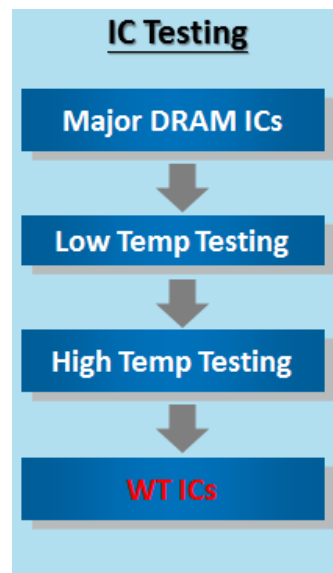 IC Testing
Major DRAM ICs
Low Temp Testing
High Temp Testing
WT ICs